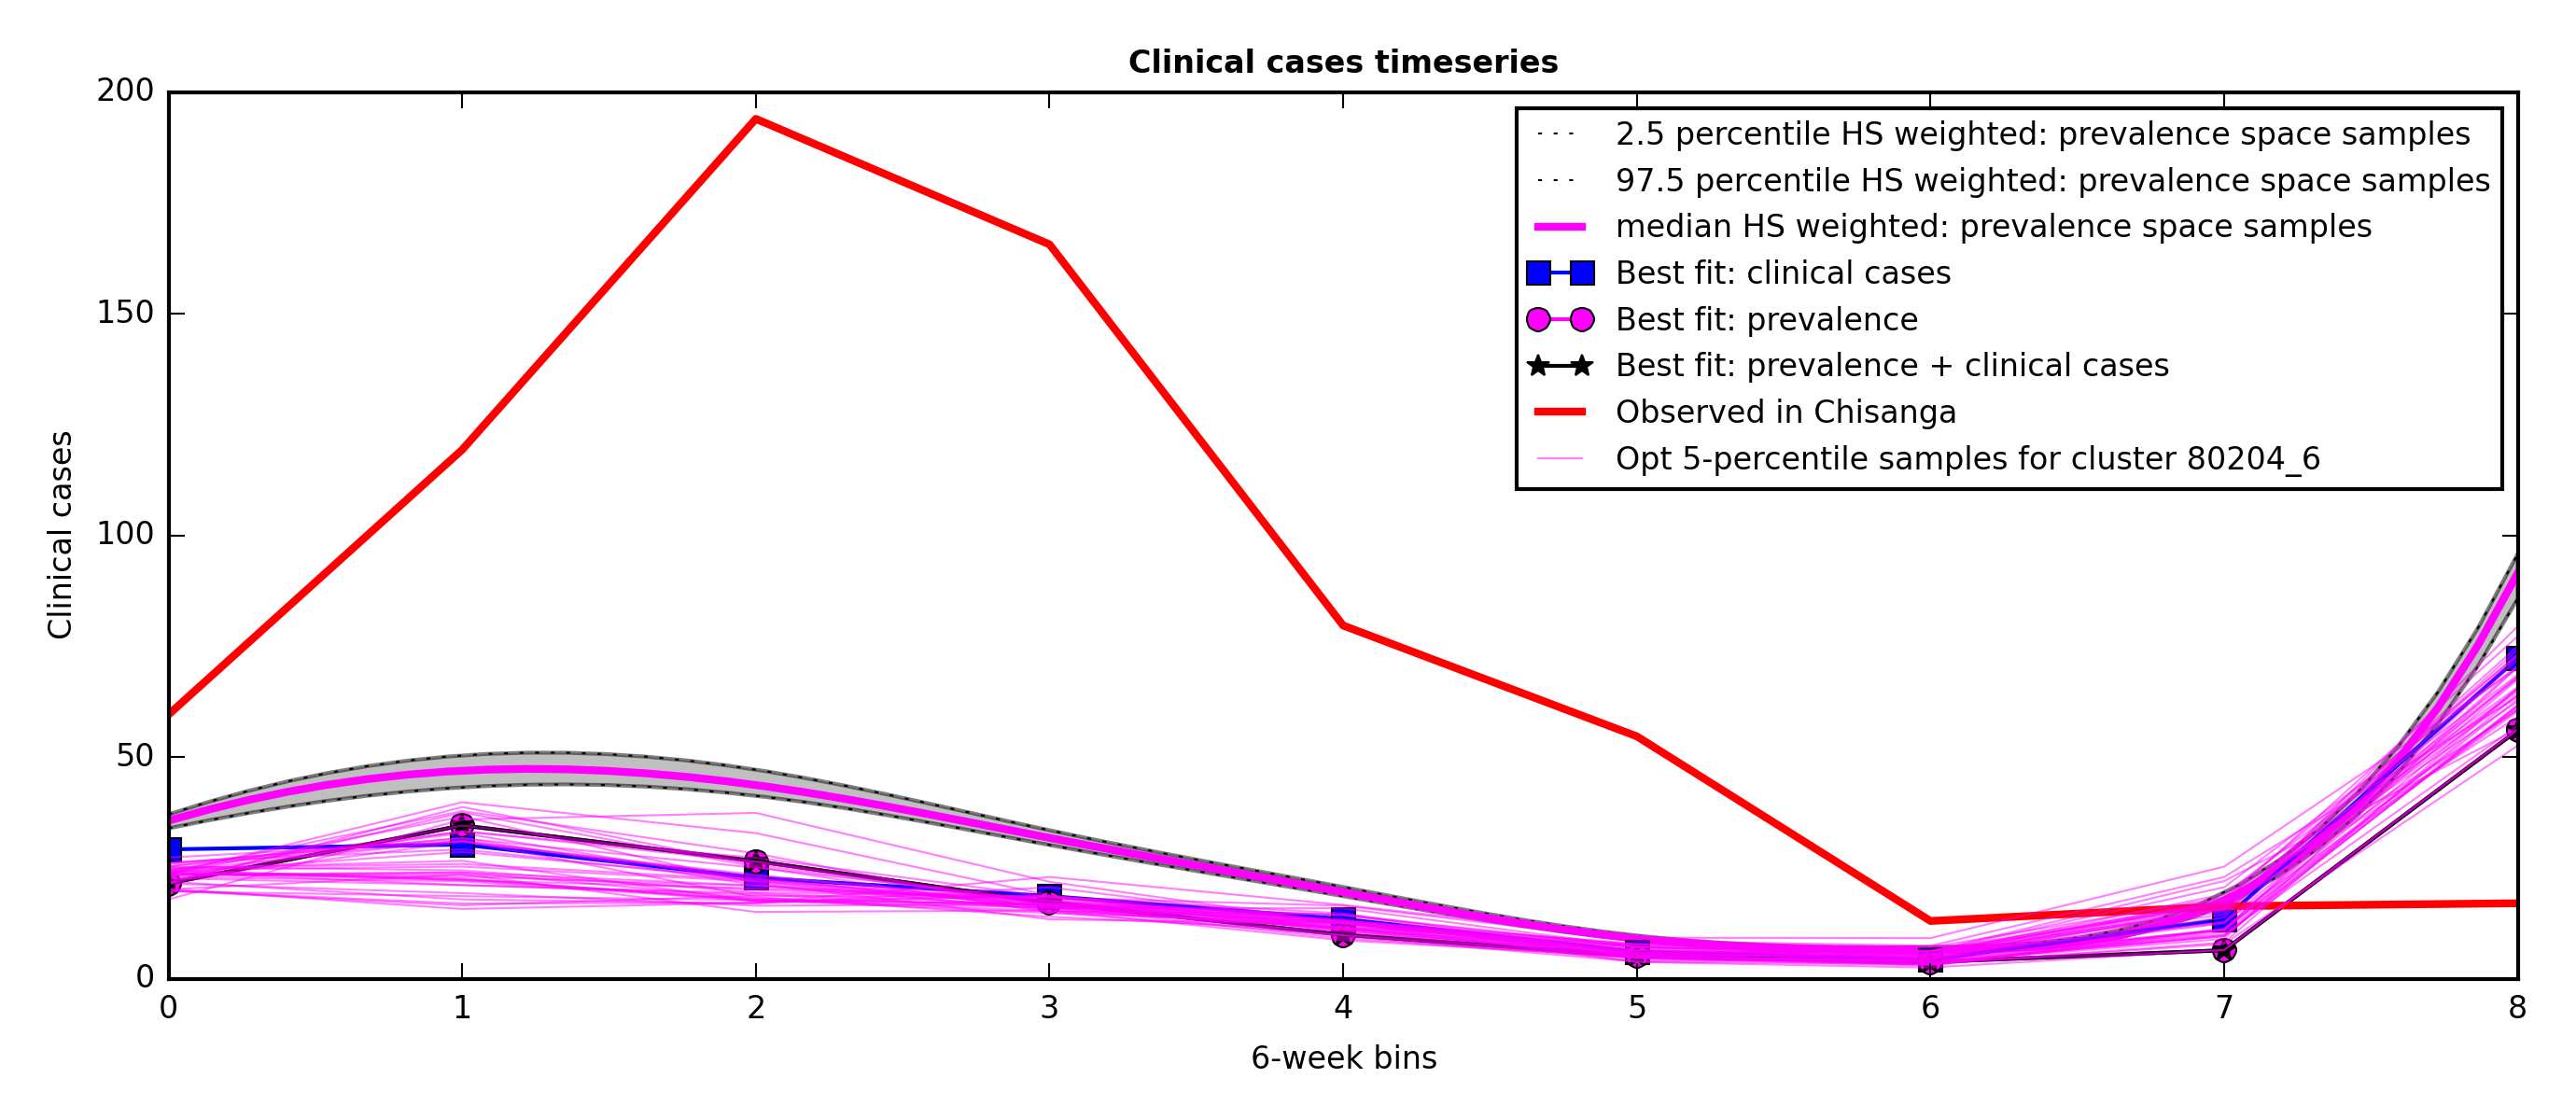 Clinical cases timeseries
200
150
100
50
0
Clinical cases
2.5 percentile HS weighted: prevalence space samples
97.5 percentile HS weighted: prevalence space samples
median HS weighted: prevalence space samples
Best fit: clinical cases
Best fit: prevalence
Best fit: prevalence + clinical cases
Observed in Chisanga
Opt 5-percentile samples for cluster 80204_6
0 1 2 3 4 5 6 7 8
6-week bins